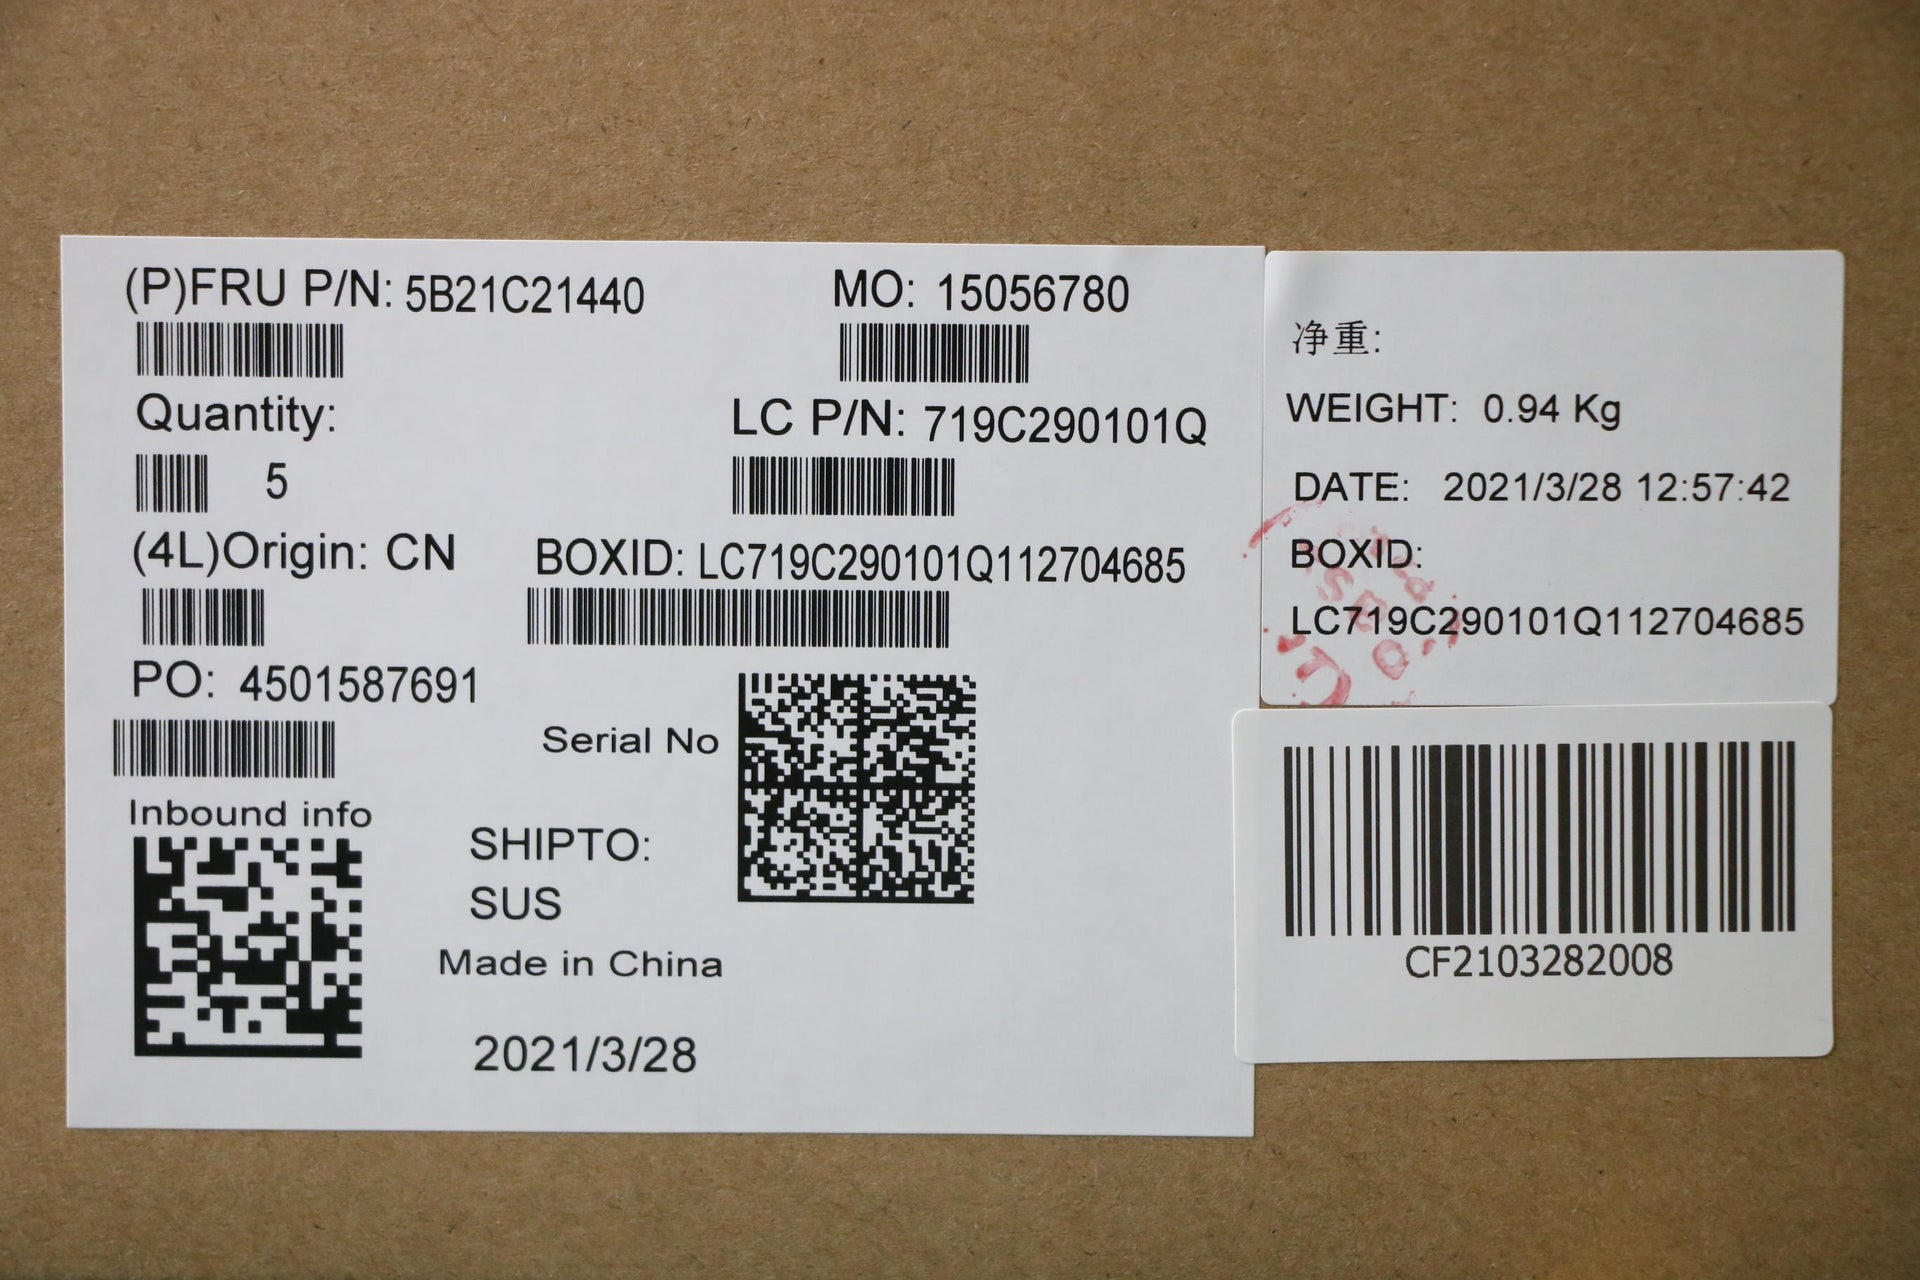 (P)FRU P/N: 5B21C21440
MO: 15056780
Quantity:
5
LC P/N: 719C290101Q
(4L)Origin: CN
BOXID: LC719C290101Q112704685
PO: 4501587691
Serial No
Inbound info
SHIPTO:
SUS
Made in China
2021/3/28
净重:
WEIGHT: 0.94 Kg
DATE: 2021/3/28 12:57:42
BOXID:
LC719C290101Q112704685
CF2103282008